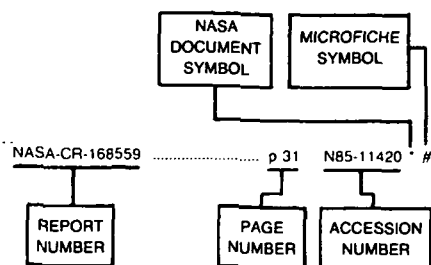 NASA
DOCUMENT
SYMBOL
MICROFICHE
SYMBOL
NASA-CR-168559 .................... p 31 N85-11420 * #
REPORT
NUMBER
PAGE
NUMBER
ACCESSION
NUMBER